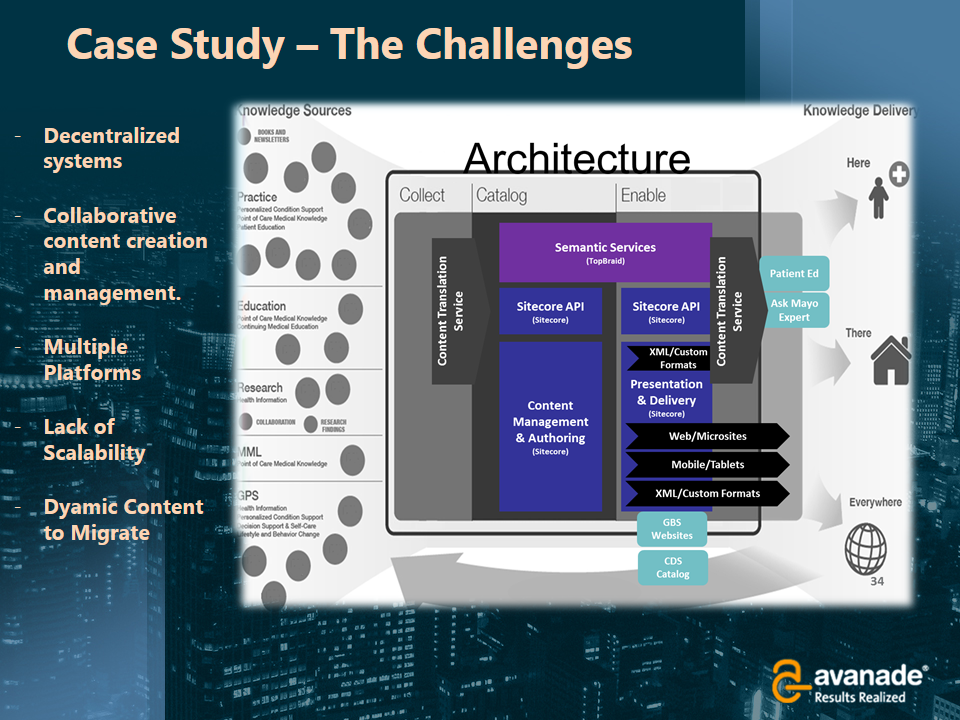 Case Study – The Challenges
- Decentralized
systems
- Collaborative
content creation
and
management.
- Multiple
Platforms
- Lack of
Scalability
- Dyamic Content
to Migrate
Knowledge Sources
Knowledge Delivery
Architecture
BOOKS AND
NEWSLETTERS
Practice
Personalized Condition Support
Point of Care Medical Knowledge
Patient Education
Education
Point of Care Medical Knowledge
Continuing Medical Education
Research
Health Information
COLLABORATION
RESEARCH
FINDINGS
MML
Point of Care Medical Knowledge
GPS
Health Information
Personalized Condition Support
Decision Support & Self-Care
Lifestyle and Behavior Change
Collect
Catalog
Enable
Content Translation
Service
Semantic Services
(TopBraid)
Sitecore API
(Sitecore)
Sitecore API
(Sitecore)
Content
Management
& Authoring
(Sitecore)
XML/Custom
Formats
Presentation
& Delivery
(Sitecore)
Web/Microsites
Mobile/Tablets
XML/Custom Formats
GBS
Websites
CDS
Catalog
Content Translation
Service
Patient Ed
Ask Mayo
Expert
Here
There
Everywhere
34
avanade®
Results Realized